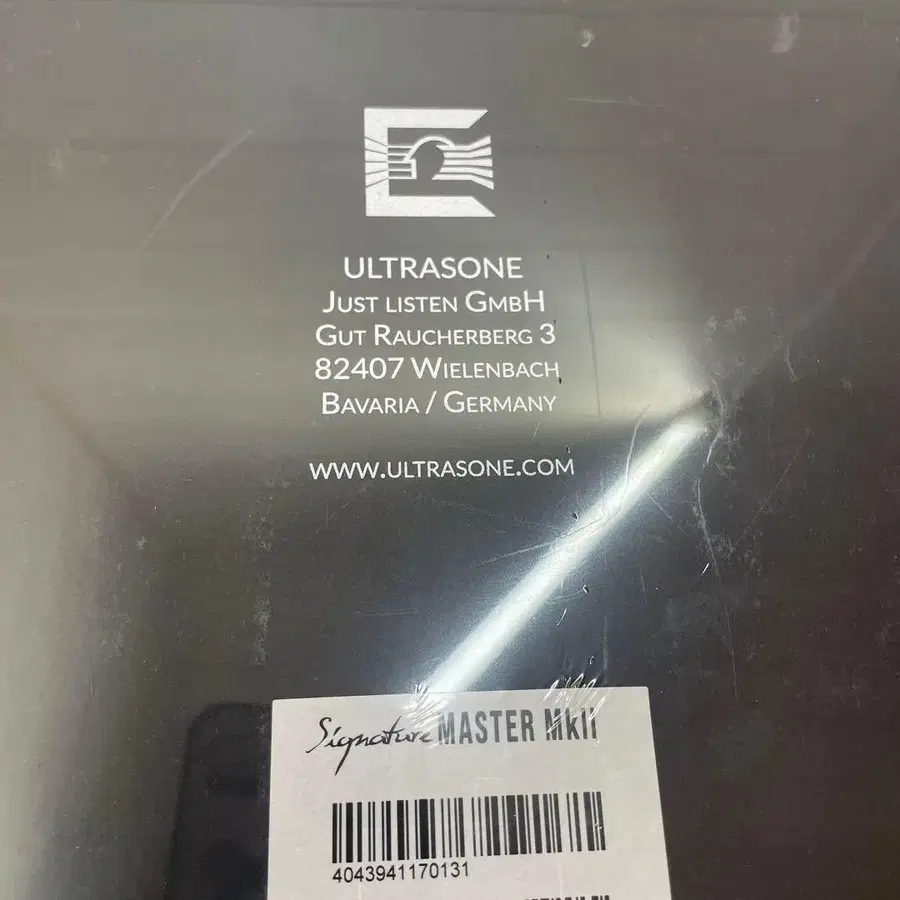 ULTRASONE
JUST LISTEN GMBH
GUT RAUCHERBERG 3
82407 WIELENBACH
BAVARIA / GERMANY
WWW.ULTRASONE.COM
Signature MASTER MkII
4043941170131